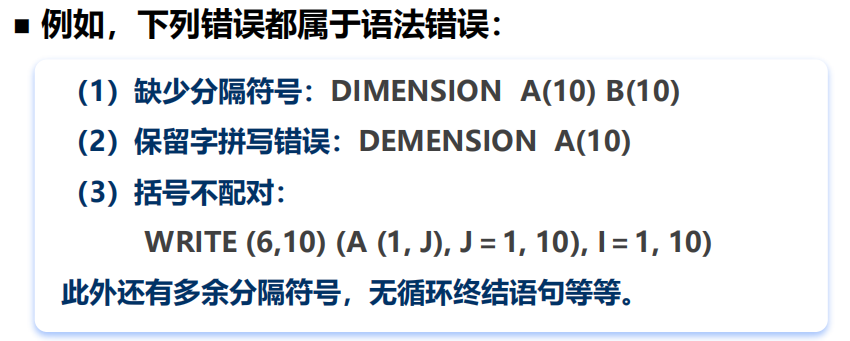 ■ 例如，下列错误都属于语法错误：
（1）缺少分隔符号：DIMENSION A(10) B(10)
（2）保留字拼写错误：DEMENSION A(10)
（3）括号不配对：
WRITE (6,10) (A (1, J), J = 1, 10), I = 1, 10)
此外还有多余分隔符号，无循环终结语句等等。